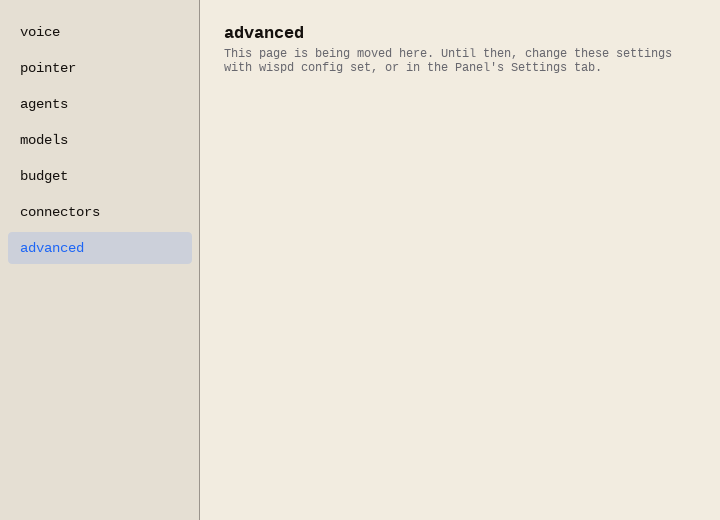 voice
pointer
agents
models
budget
connectors
advanced
advanced
This page is being moved here. Until then, change these settings
with wispd config set, or in the Panel's Settings tab.